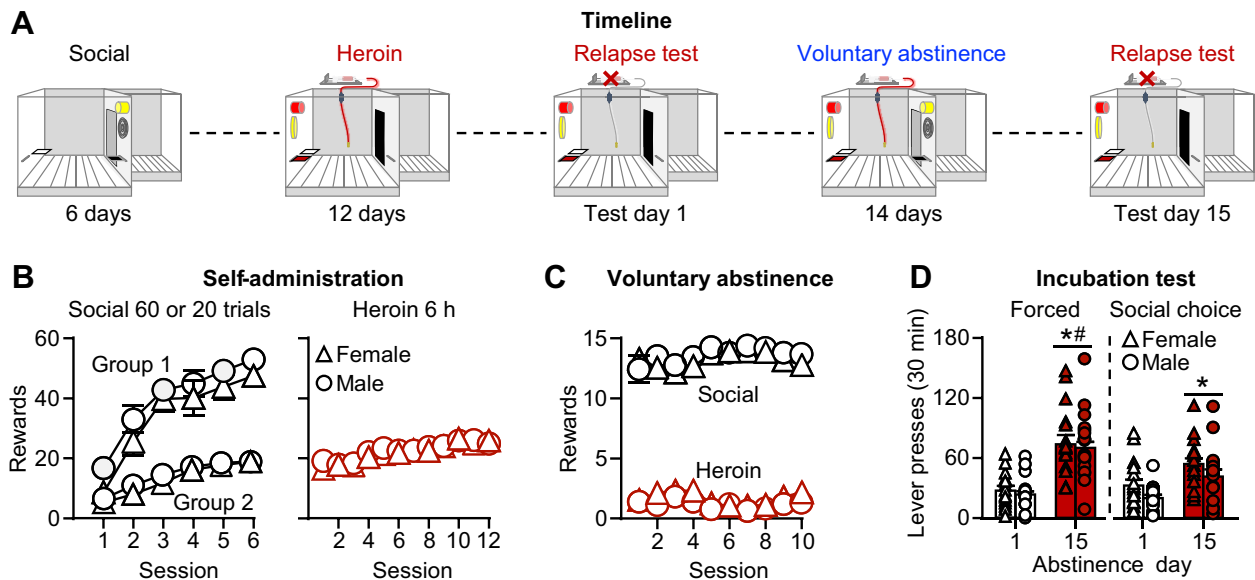 A
Timeline
Social
Heroin
Relapse test
Voluntary abstinence
Relapse test
6 days
12 days
Test day 1
14 days
Test day 15
B
Self-administration
Social 60 or 20 trials
Heroin 6 h
Rewards
60
40
20
0
Group 1
Group 2
1 2 3 4 5 6
Session
Female
Male
2 4 6 8 10 12
Session
C
Voluntary abstinence
Rewards
15
10
5
0
Social
Heroin
2 4 6 8 10
Session
D
Incubation test
Forced
Social choice
Lever presses (30 min)
180
120
60
0
*#
Female
Male
*
1 15 1 15
Abstinence day